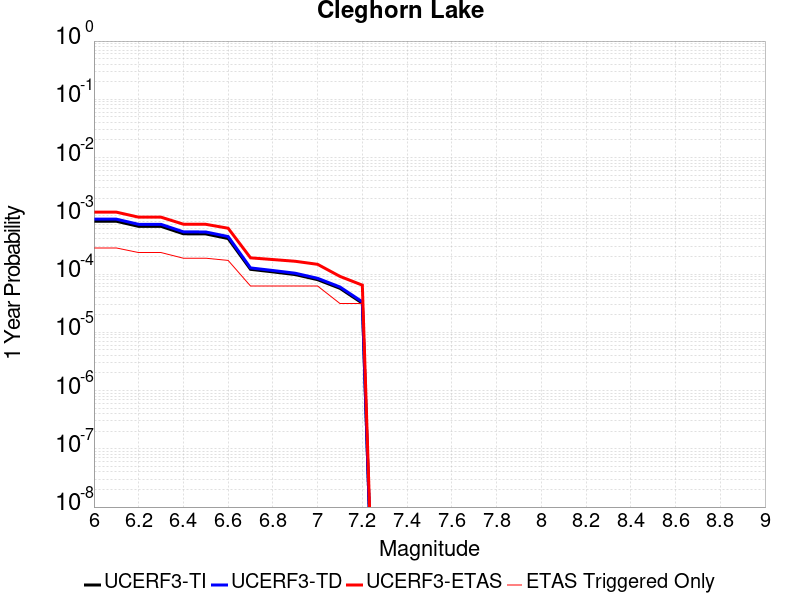 Cleghorn Lake
10^0
10^-1
10^-2
10^-3
10^-4
10^-5
10^-6
10^-7
10^-8
1 Year Probability
6 6.2 6.4 6.6 6.8 7 7.2 7.4 7.6 7.8 8 8.2 8.4 8.6 8.8 9
Magnitude
UCERF3-TI UCERF3-TD UCERF3-ETAS ETAS Triggered Only